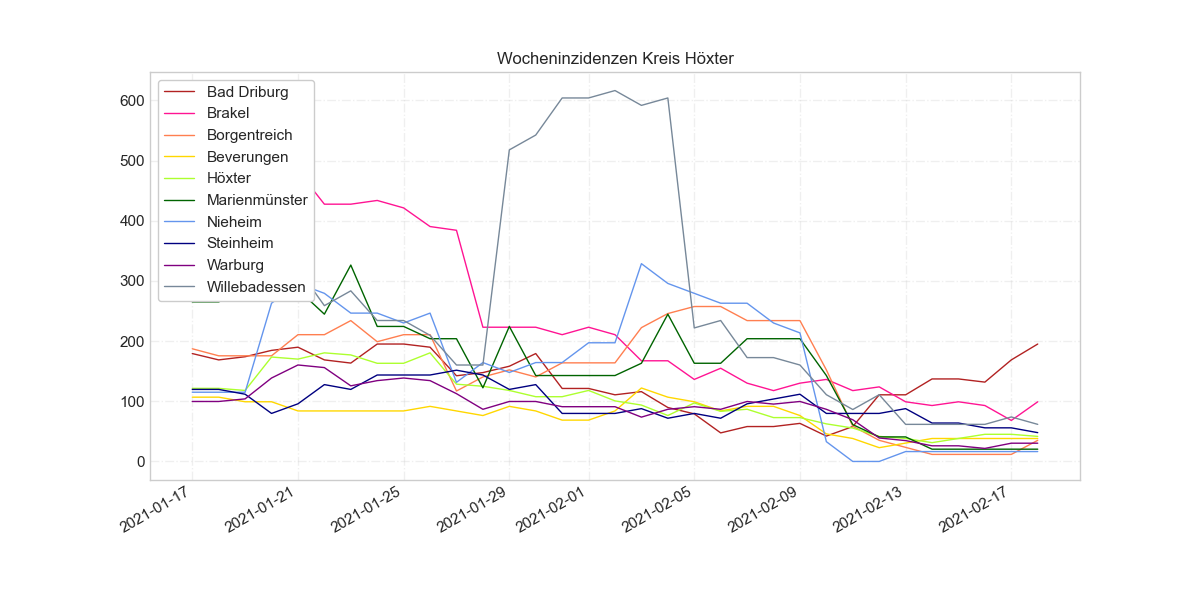 Wocheninzidenzen Kreis Höxter
Bad Driburg
Brakel
Borgentreich
Beverungen
Höxter
Marienmünster
Nieheim
Steinheim
Warburg
Willebadessen
600
500
400
300
200
100
0
2021-01-17
2021-01-21
2021-01-25
2021-01-29
2021-02-01
2021-02-05
2021-02-09
2021-02-13
2021-02-17